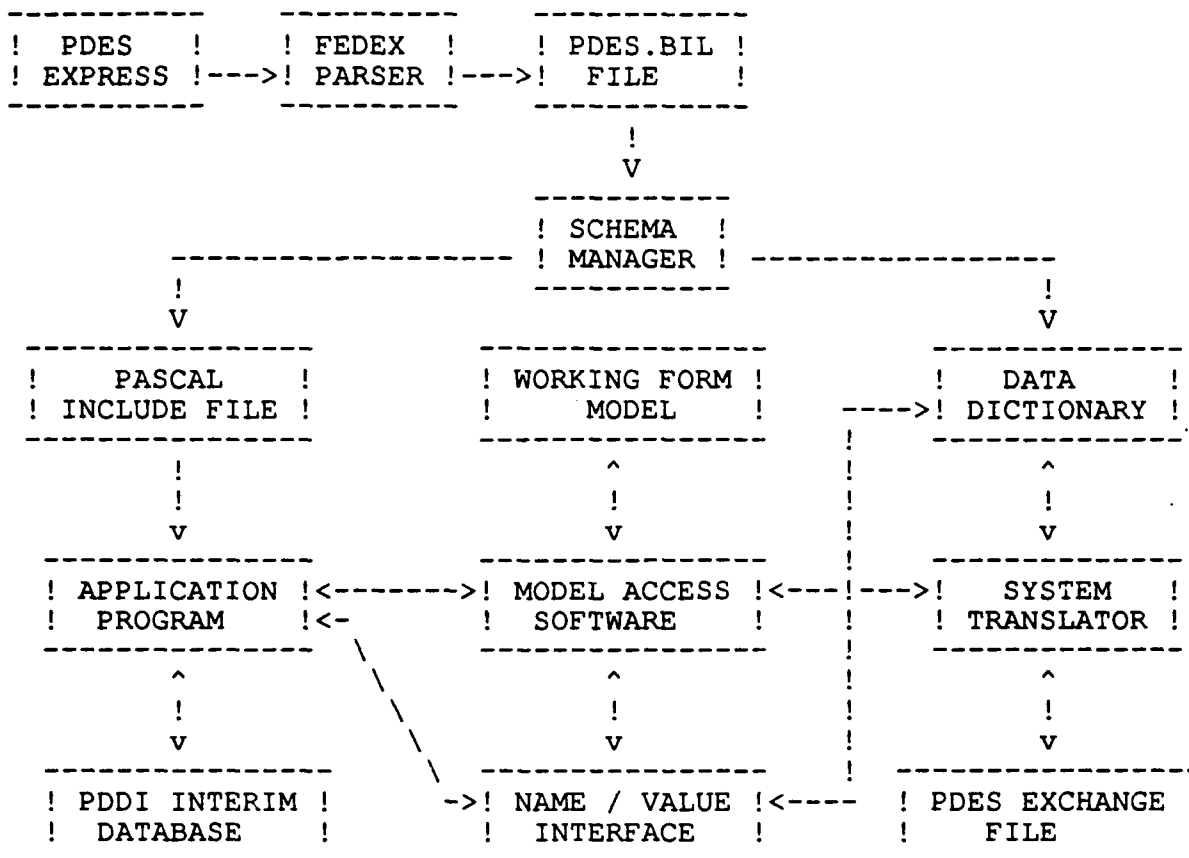 PDES EXPRESS
FEDEX PARSER
PDES.BIL FILE
SCHEMA MANAGER
PASCAL INCLUDE FILE
WORKING FORM MODEL
DATA DICTIONARY
APPLICATION PROGRAM
MODEL ACCESS SOFTWARE
SYSTEM TRANSLATOR
PDDI INTERIM DATABASE
NAME / VALUE INTERFACE
PDES EXCHANGE FILE